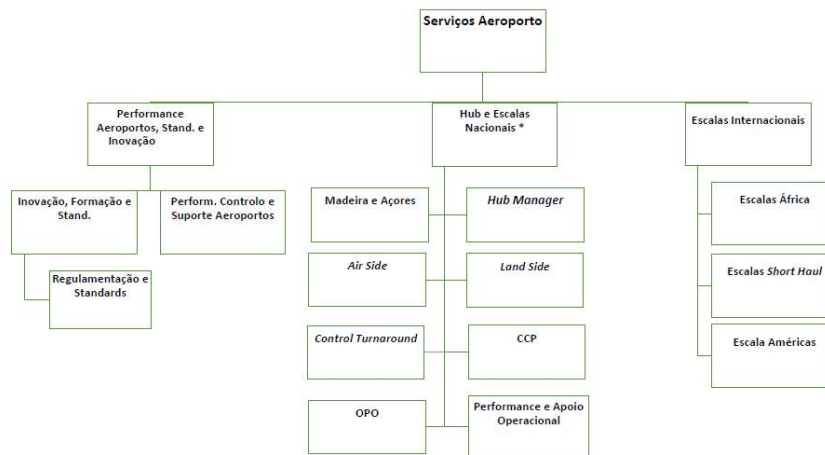 Serviços Aeroporto
Performance
Aeroportos, Stand. e
Inovação
Hub e Escalas
Nacionais *
Escalas Internacionais
Inovação, Formação e
Stand.
Perform. Controlo e
Suporte Aeroportos
Regulamentação e
Standards
Madeira e Açores
Hub Manager
Air Side
Land Side
Control Turnaround
CCP
OPO
Performance e Apoio
Operacional
Escalas África
Escalas Short Haul
Escala Américas